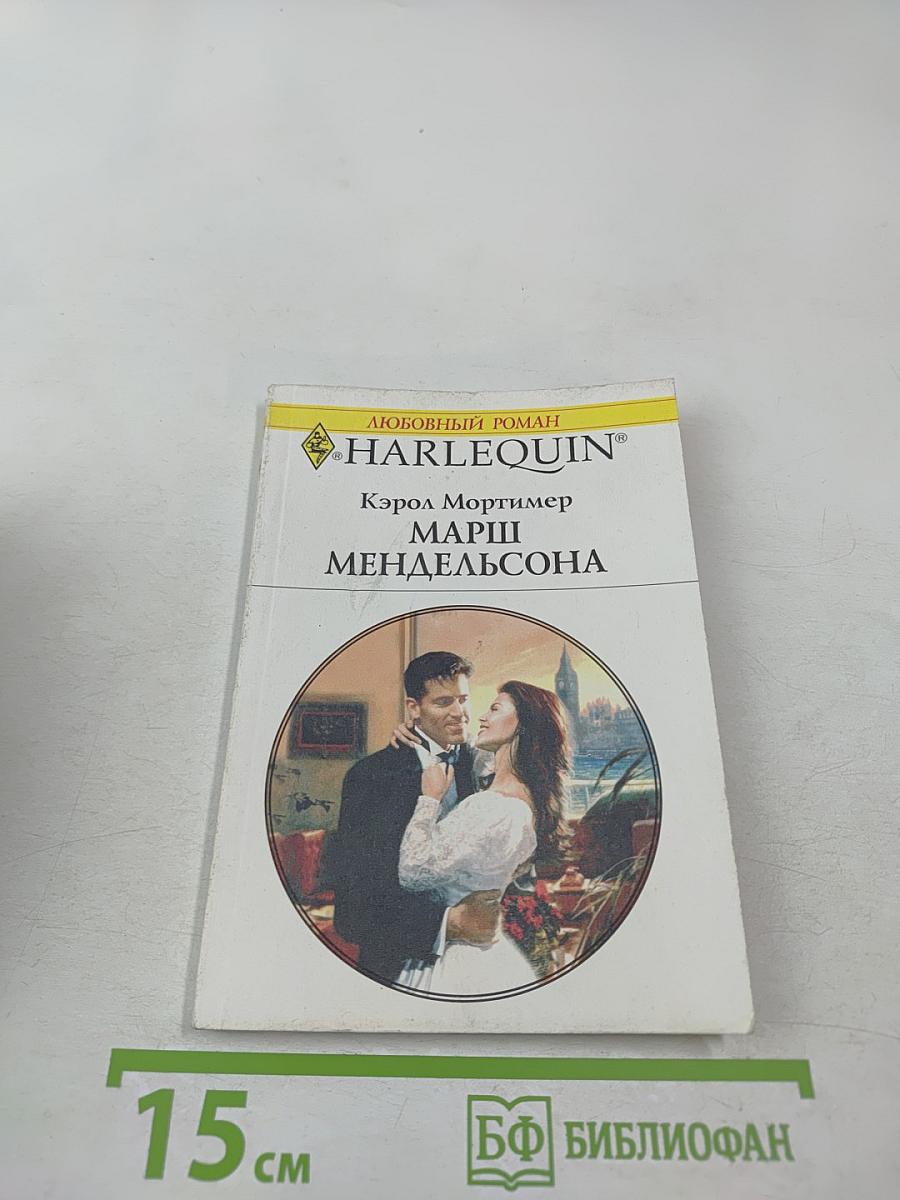 ЛЮБОВНЫЙ РОМАН
® HARLEQUIN®
Кэрол Мортимер
МАРШ
МЕНДЕЛЬСОНА
15 см
БФ БИБЛИОФАН